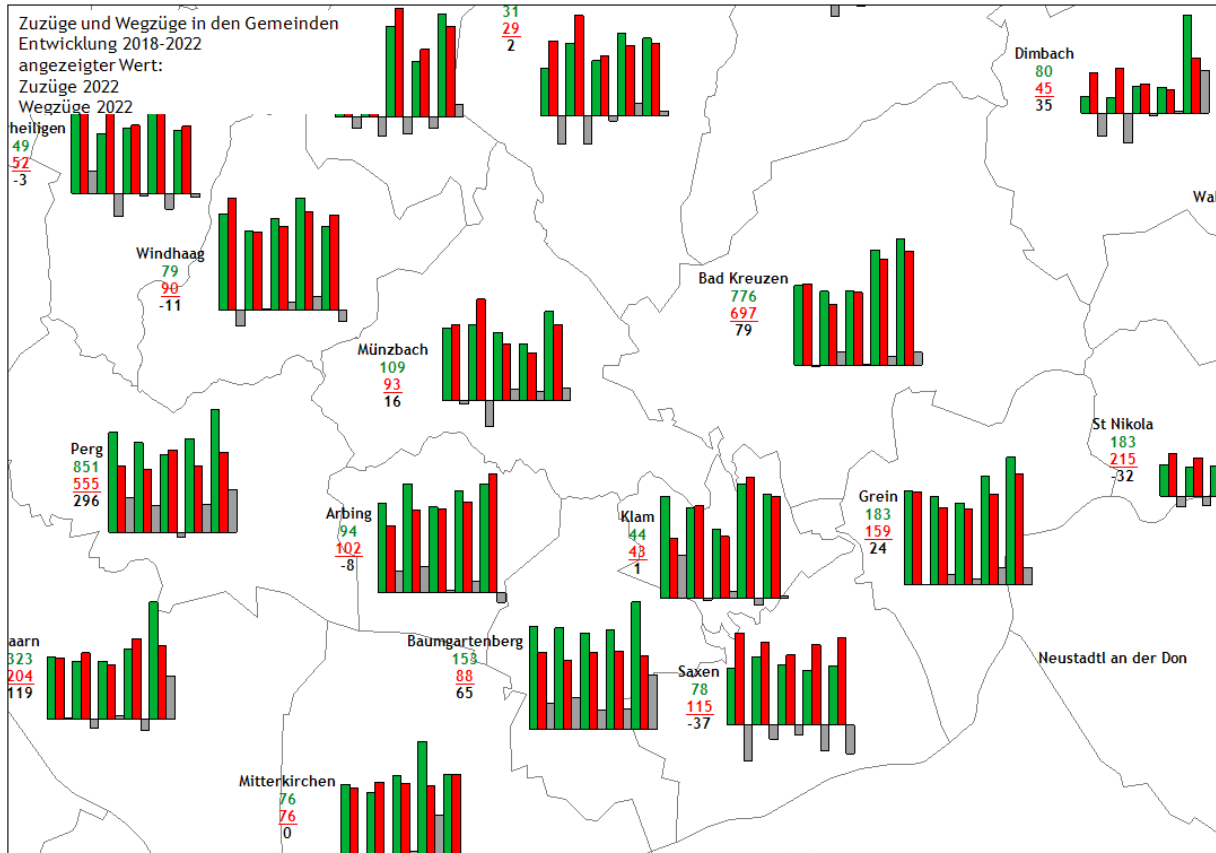 Zuzüge und Wegzüge in den Gemeinden
Entwicklung 2018-2022
angezeigter Wert:
Zuzüge 2022
Wegzüge 2022
31
29
2
Dimbach
80
45
35
rheiligen
49
52
-3
Windhaag
79
90
-11
Bad Kreuzen
776
697
79
Münzbach
109
93
16
St Nikola
183
215
-32
Perg
851
555
296
Arbing
94
102
-8
Klam
44
43
1
Grein
183
159
24
aarn
323
204
119
Baumgartenberg
153
88
65
Saxen
78
115
-37
Neustadtl an der Don
Mitterkirchen
76
76
0